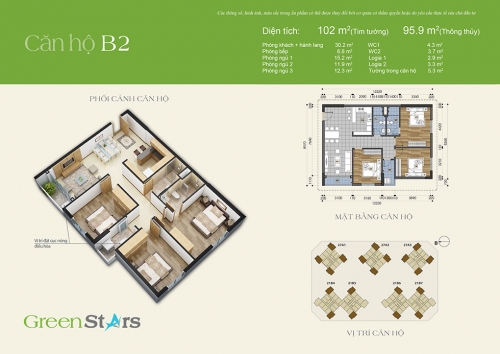 Các thông số, hình ảnh, màu sắc trong ấn phẩm có thể được thay đổi bởi cơ quan có thẩm quyền hoặc do yêu cầu thực tế của chủ đầu tư
Căn hộ B2
Diện tích: 102 m²(Tim tường) 95.9 m²(Thông thủy)
Phòng khách + hành lang 30.2 m² WC1 4.3 m²
Phòng bếp 6.8 m² WC2 3.7 m²
Phòng ngủ 1 15.2 m² Logia 1 2.9 m²
Phòng ngủ 2 11.9 m² Logia 2 3.3 m²
Phòng ngủ 3 12.3 m² Tường trong căn hộ 5.3 m²
PHỐI CẢNH CĂN HỘ
Vị trí đặt cục nóng
điều hòa
MẶT BẰNG CĂN HỘ
B
21B4
VỊ TRÍ CĂN HỘ
GreenStArs